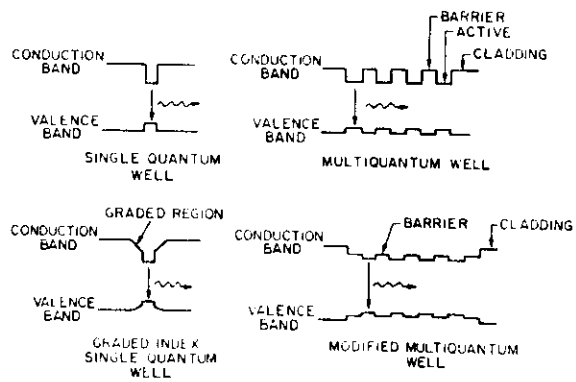 CONDUCTION
BAND
VALENCE
BAND
SINGLE QUANTUM
WELL
BARRIER
ACTIVE
CLADDING
CONDUCTION
BAND
VALENCE
BAND
MULTIQUANTUM WELL
GRADED REGION
CONDUCTION
BAND
VALENCE
BAND
GRADED INDEX
SINGLE QUANTUM
WELL
BARRIER
CLADDING
CONDUCTION
BAND
VALENCE
BAND
MODIFIED MULTIQUANTUM
WELL